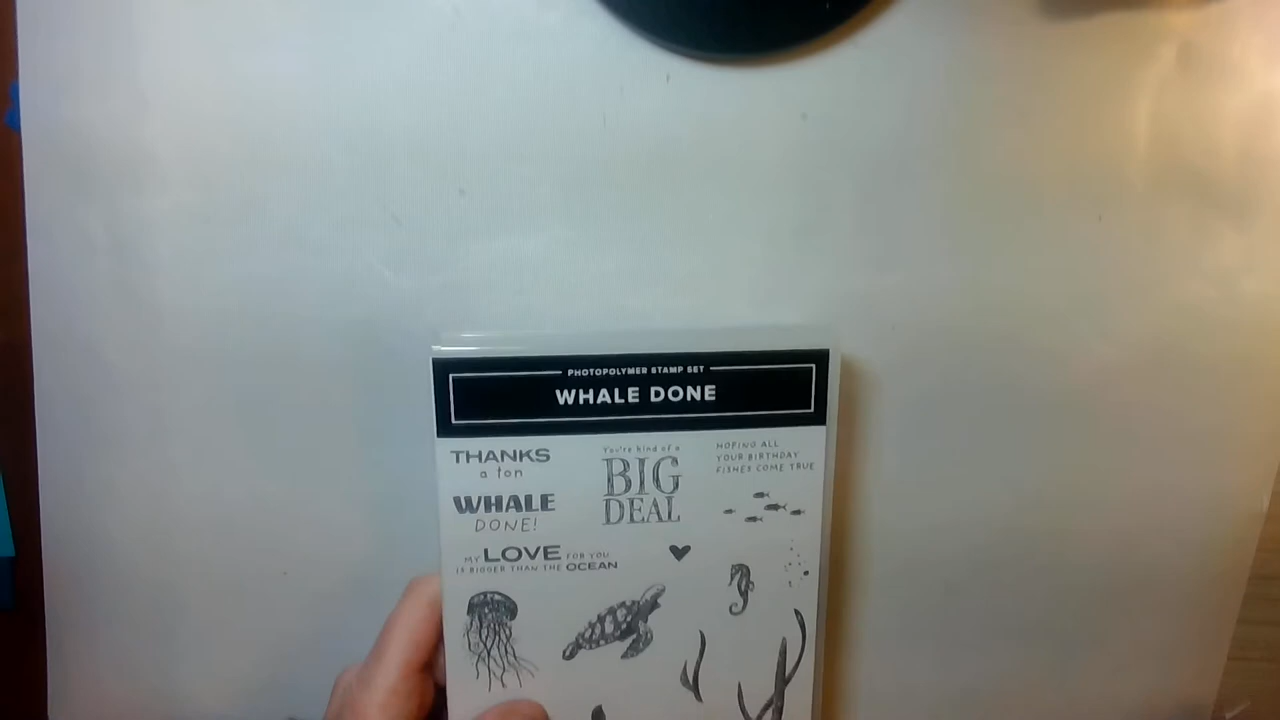 PHOTOPOLYMER STAMP SET
WHALE DONE
THANKS
a ton
WHALE
DONE!
You're kind of a
BIG
DEAL
HOPING ALL
YOUR BIRTHDAY
FISHES COME TRUE
MY LOVE FOR YOU
IS BIGGER THAN THE OCEAN